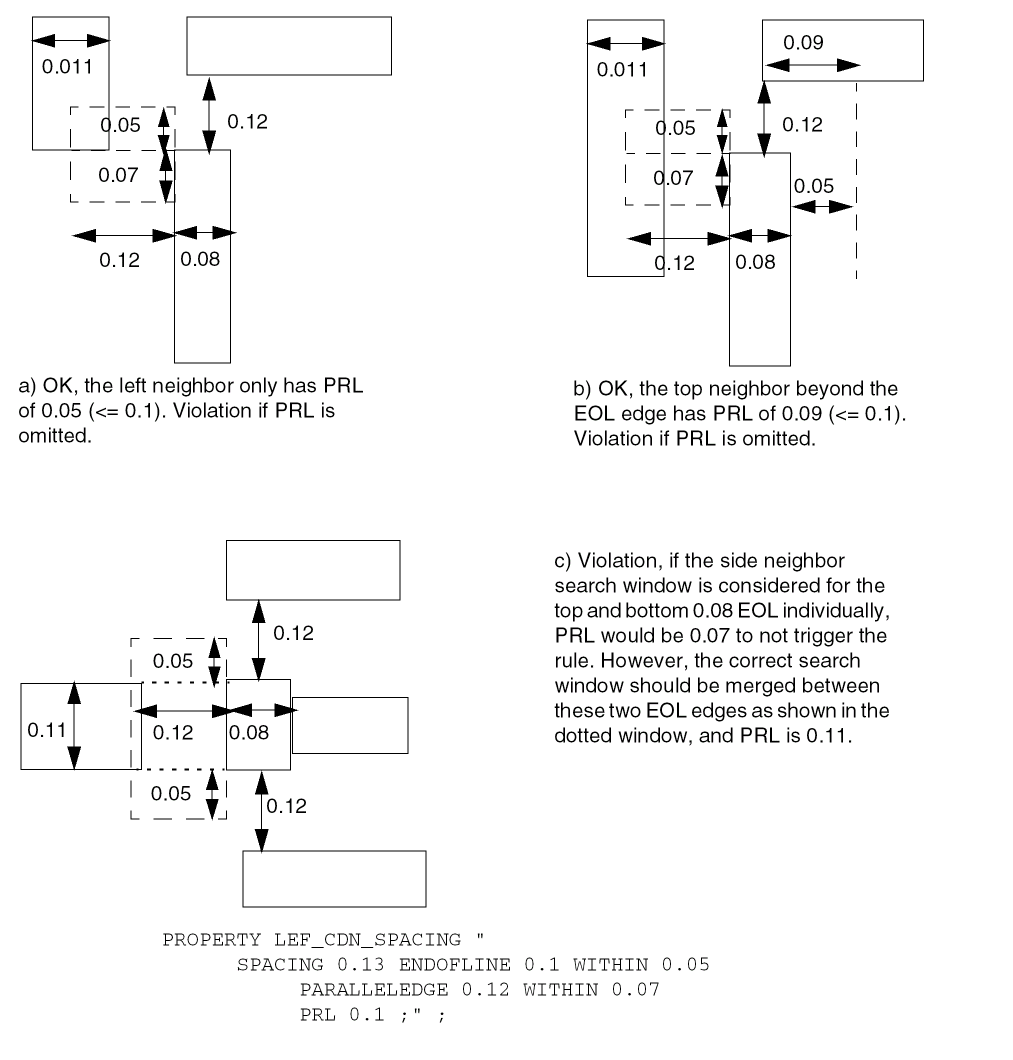 0.011
0.05
0.12
0.07
0.12
0.08
a) OK, the left neighbor only has PRL
of 0.05 (<= 0.1). Violation if PRL is
omitted.
0.09
0.011
0.05
0.12
0.07
0.05
0.12
0.08
b) OK, the top neighbor beyond the
EOL edge has PRL of 0.09 (<= 0.1).
Violation if PRL is omitted.
0.12
0.05
0.11
0.12
0.08
0.05
0.12
c) Violation, if the side neighbor
search window is considered for the
top and bottom 0.08 EOL individually,
PRL would be 0.07 to not trigger the
rule. However, the correct search
window should be merged between
these two EOL edges as shown in the
dotted window, and PRL is 0.11.
PROPERTY LEF_CDN_SPACING "
SPACING 0.13 ENDOFLINE 0.1 WITHIN 0.05
PARALLELEDGE 0.12 WITHIN 0.07
PRL 0.1 ;" ;